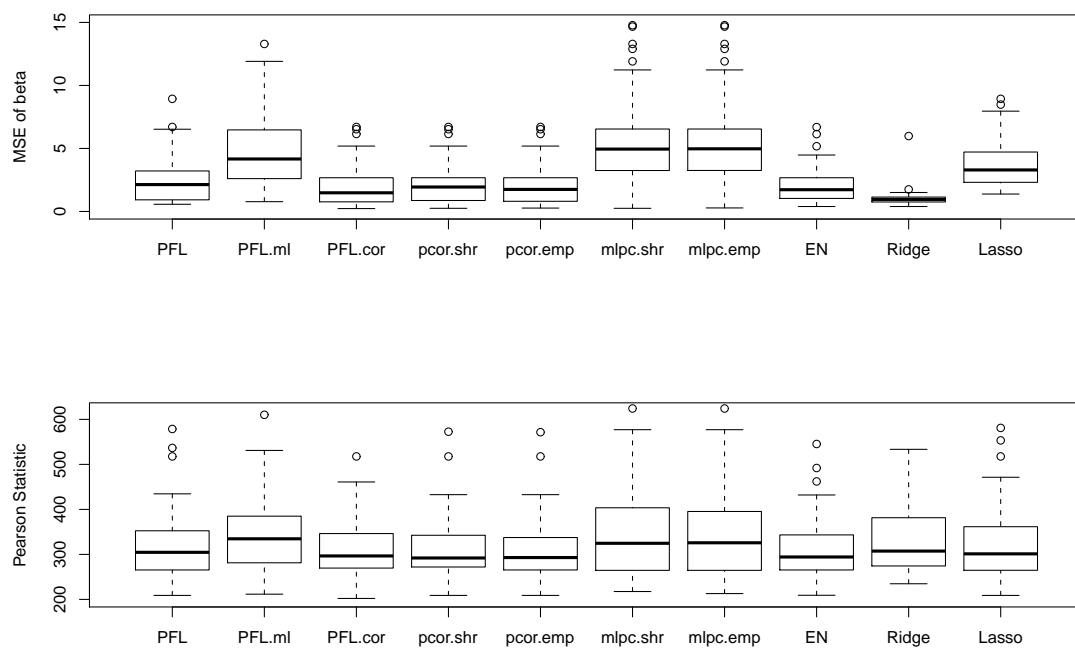 MSE of beta
15
10
5
0
PFL PFL.ml PFL.cor pcor.shr pcor.emp mlpc.shr mlpc.emp EN Ridge Lasso
Pearson Statistic
600
500
400
300
200
PFL PFL.ml PFL.cor pcor.shr pcor.emp mlpc.shr mlpc.emp EN Ridge Lasso